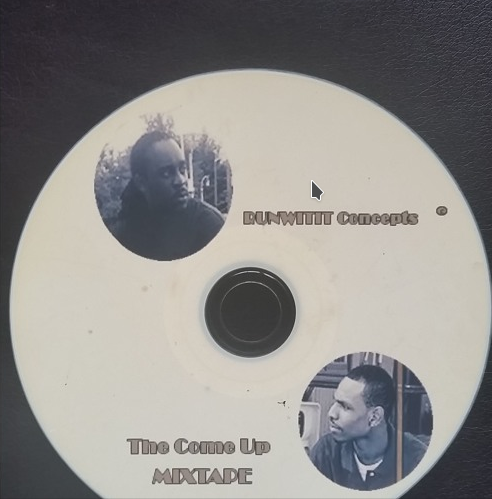 RUNWITIT Concepts ©
The Come Up
MIXTAPE